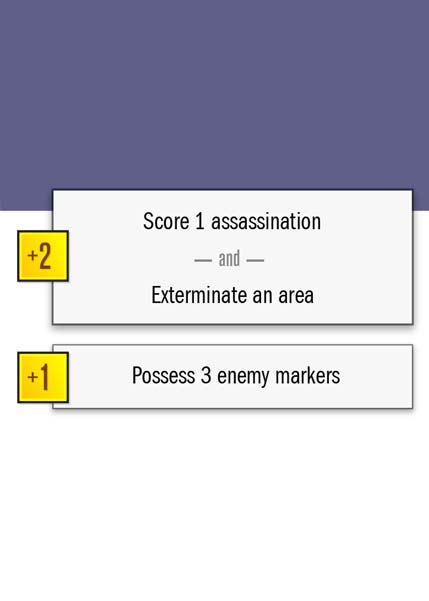 Score 1 assassination
+2
— and —
Exterminate an area
+1
Possess 3 enemy markers